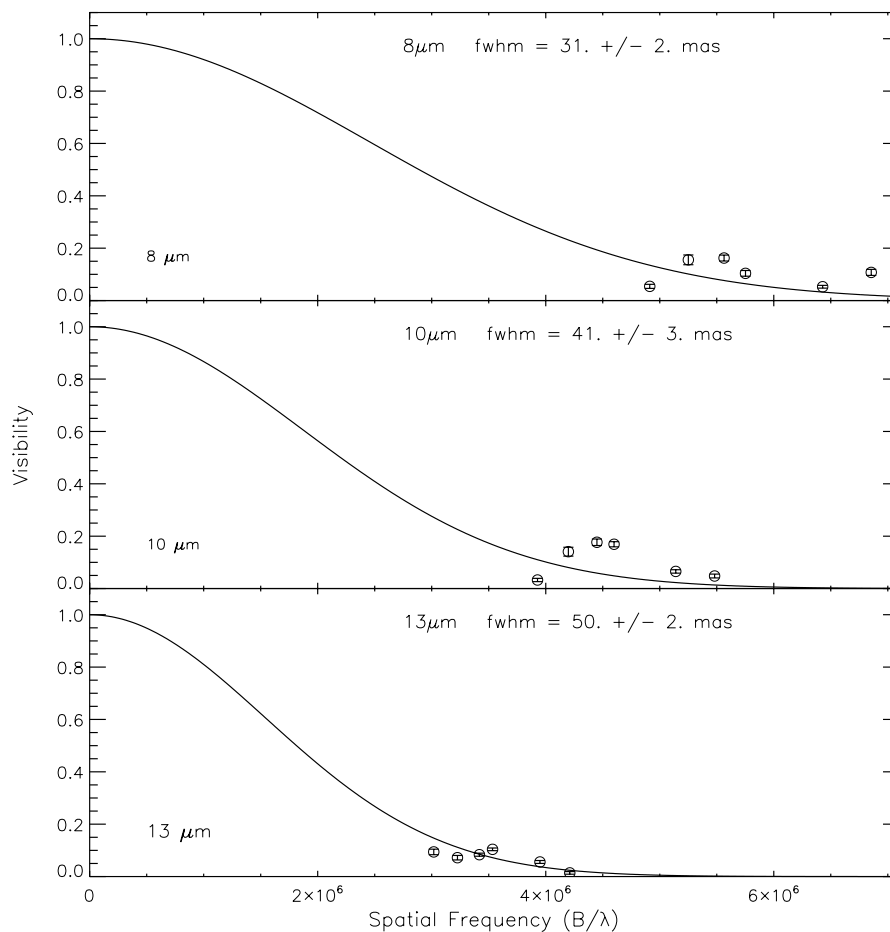 8μm fwhm = 31. +/− 2. mas
1.0
0.8
0.6
0.4
0.2
0.0
8 μm
10μm fwhm = 41. +/− 3. mas
1.0
0.8
0.6
0.4
0.2
0.0
10 μm
Visibility
13μm fwhm = 50. +/− 2. mas
1.0
0.8
0.6
0.4
0.2
0.0
13 μm
0 2×10⁶ 4×10⁶ 6×10⁶
Spatial Frequency (B/λ)